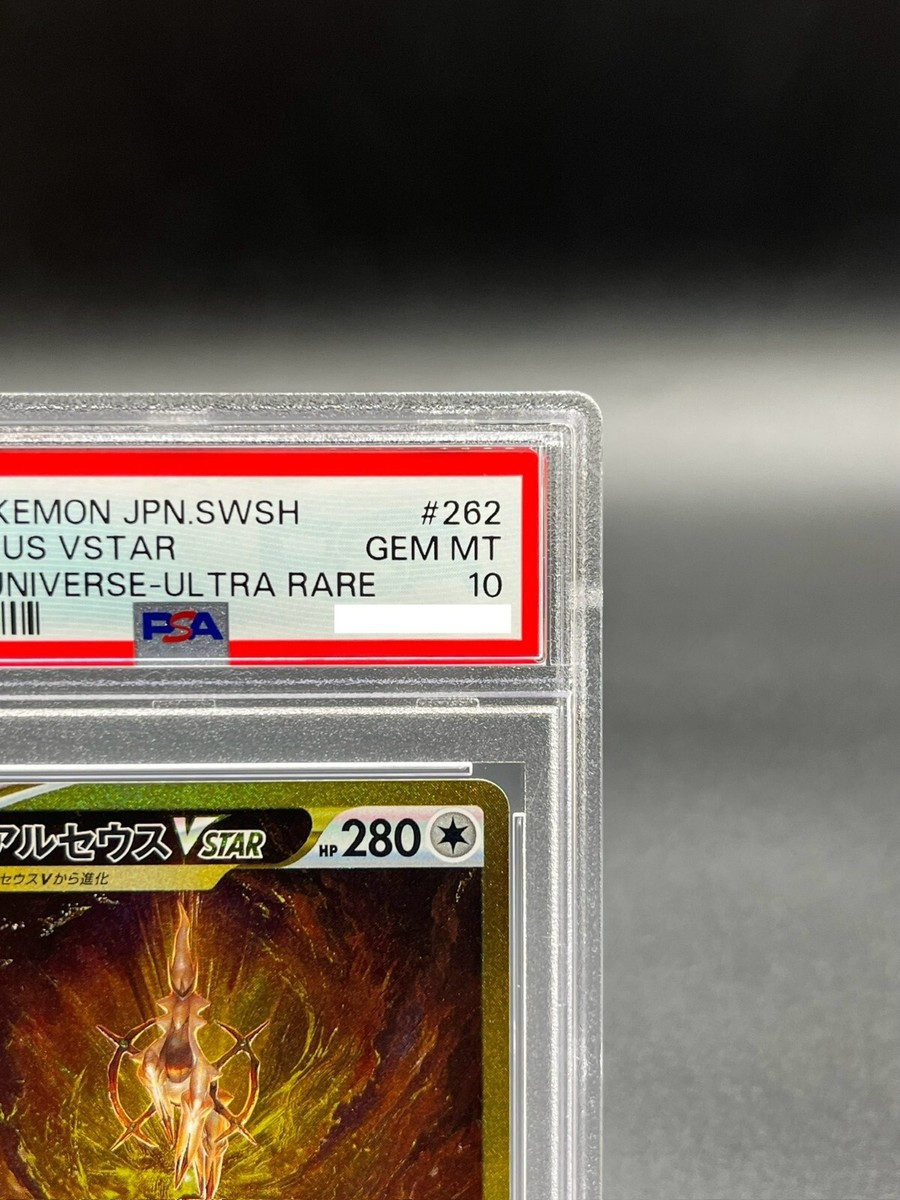 KEMON JPN.SWSH #262
US VSTAR GEM MT
UNIVERSE-ULTRA RARE 10
PSA
アルセウスVSTAR HP 280
セウスVから進化